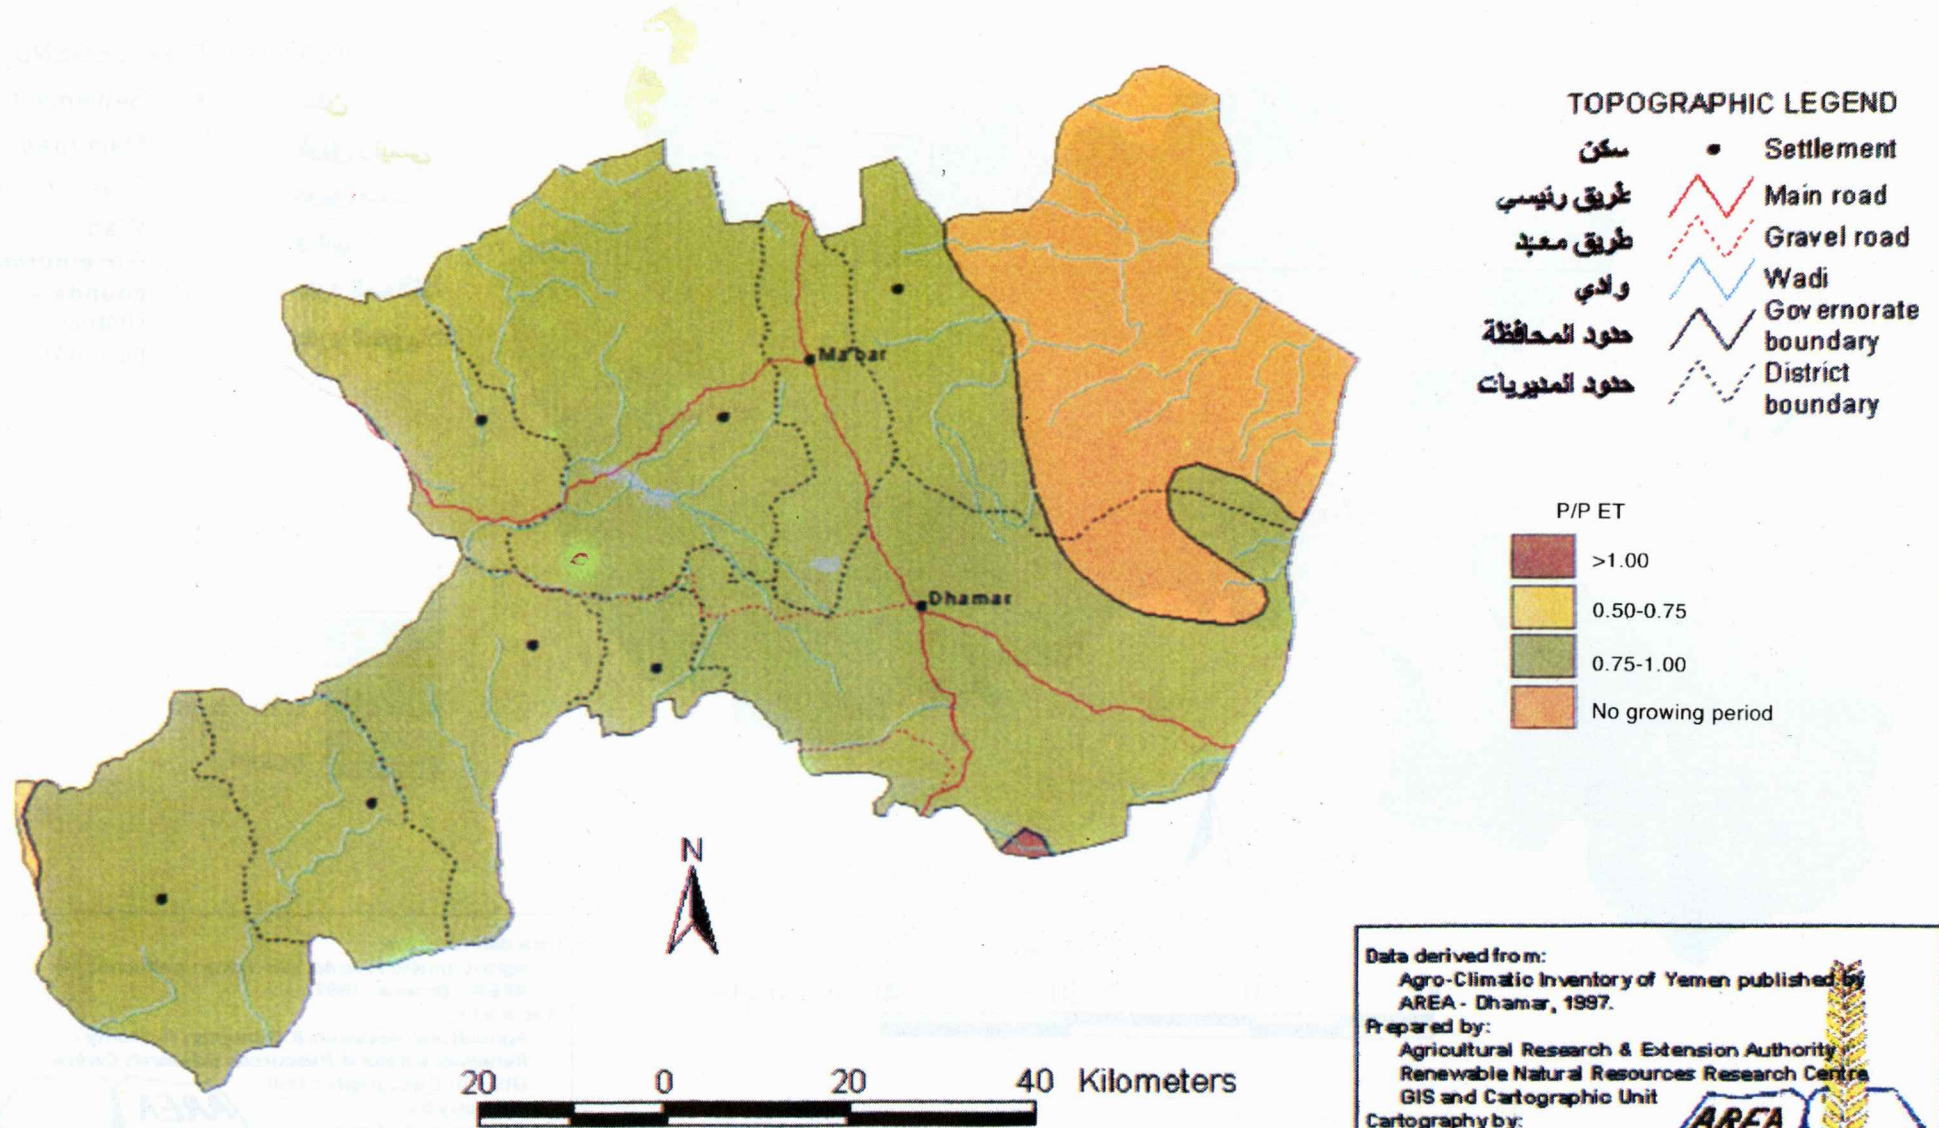 TOPOGRAPHIC LEGEND
سكن Settlement
طريق رئيسي Main road
طريق معبد Gravel road
وادي Wadi
حدود المحافظة Governorate
boundary
حدود المديريات District
boundary
Ma'bar
Dhamar
P/P ET
>1.00
0.50-0.75
0.75-1.00
No growing period
N
20 0 20 40 Kilometers
Data derived from:
Agro-Climatic Inventory of Yemen published by
AREA - Dhamar, 1997.
Prepared by:
Agricultural Research & Extension Authority
Renewable Natural Resources Research Centre
GIS and Cartographic Unit
Cartography by:
AREA